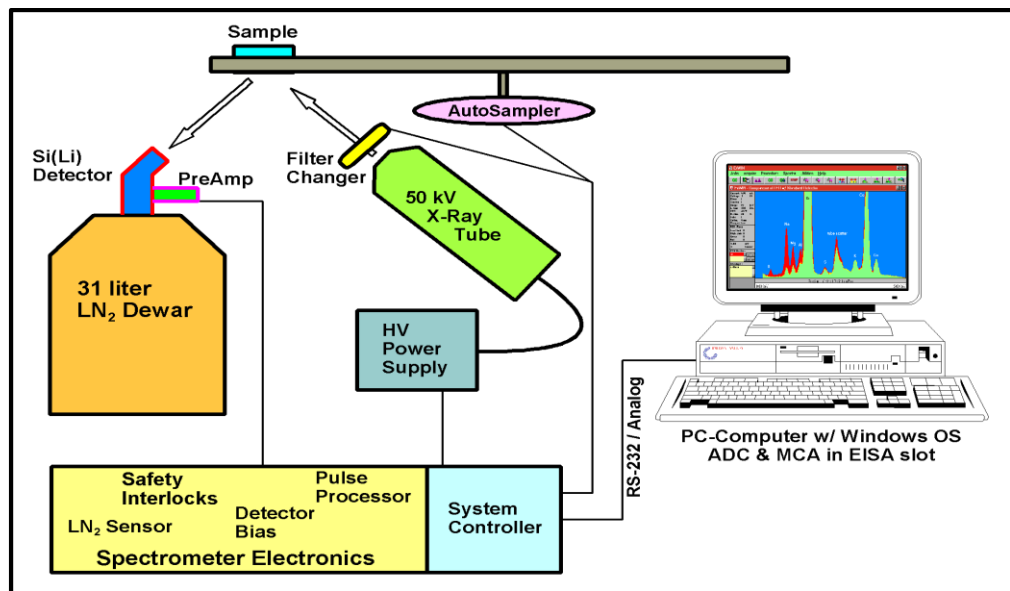 Sample
AutoSampler
Si(Li)
Detector
PreAmp
Filter
Changer
50 kV
X-Ray
Tube
31 liter
LN₂ Dewar
HV
Power
Supply
RS-232 / Analog
PC-Computer w/ Windows OS
ADC & MCA in EISA slot
Safety
Interlocks
Pulse
Processor
LN₂ Sensor
Detector
Bias
Spectrometer Electronics
System
Controller